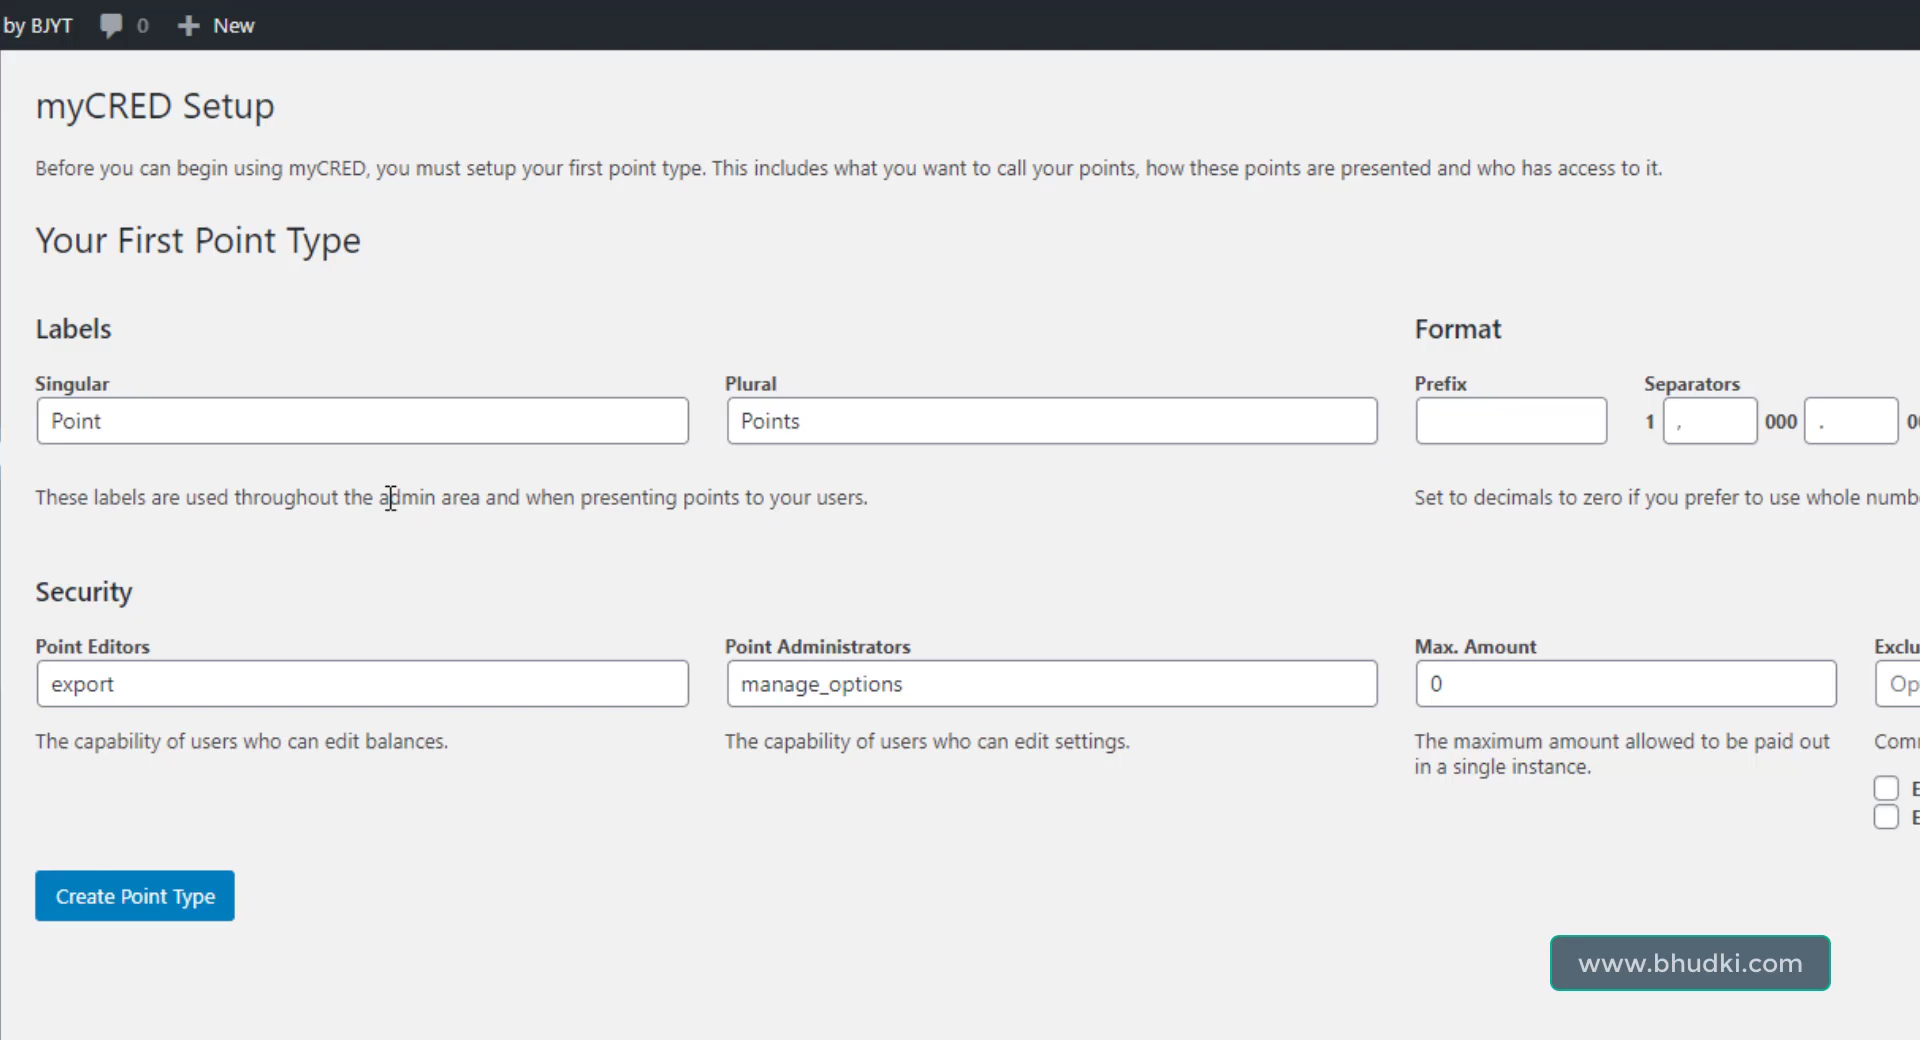 by BJYT 0 New
myCRED Setup
Before you can begin using myCRED, you must setup your first point type. This includes what you want to call your points, how these points are presented and who has access to it.
Your First Point Type
Labels Format
Singular Plural Prefix Separators
Point Points 1 , 000 .
These labels are used throughout the admin area and when presenting points to your users. Set to decimals to zero if you prefer to use whole
Security
Point Editors Point Administrators Max. Amount
export manage_options 0
The capability of users who can edit balances. The capability of users who can edit settings. The maximum amount allowed to be paid out
in a single instance.
Create Point Type
www.bhudki.com